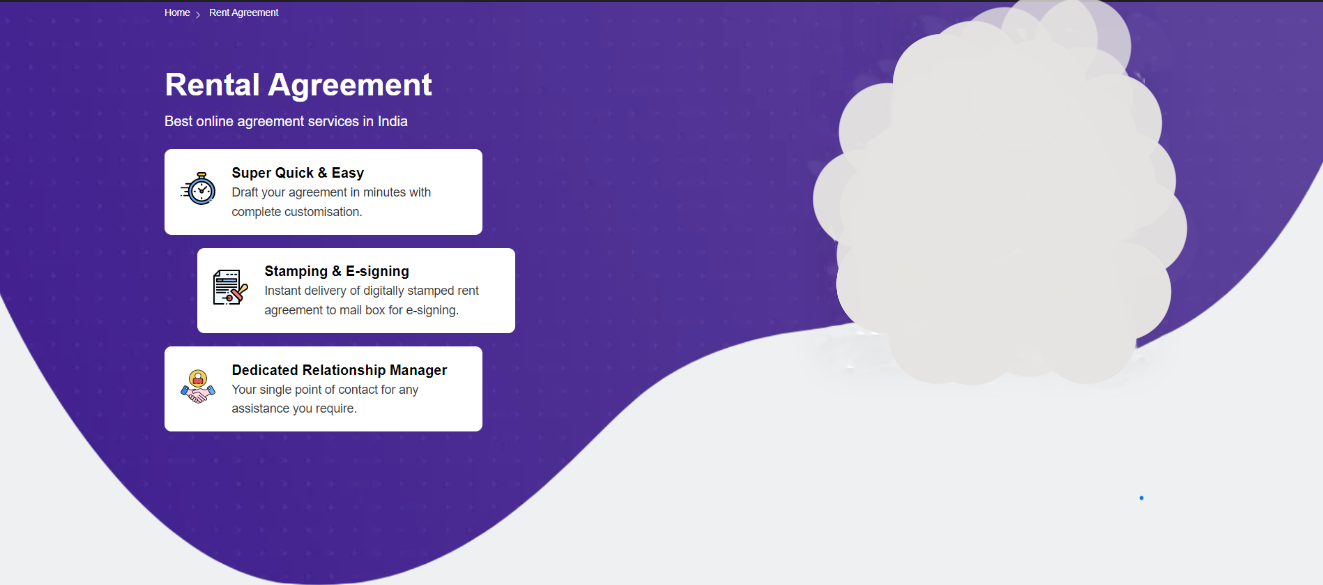 Home > Rent Agreement
Rental Agreement
Best online agreement services in India
Super Quick & Easy
Draft your agreement in minutes with
complete customisation.
Stamping & E-signing
Instant delivery of digitally stamped rent
agreement to mail box for e-signing.
Dedicated Relationship Manager
Your single point of contact for any
assistance you require.